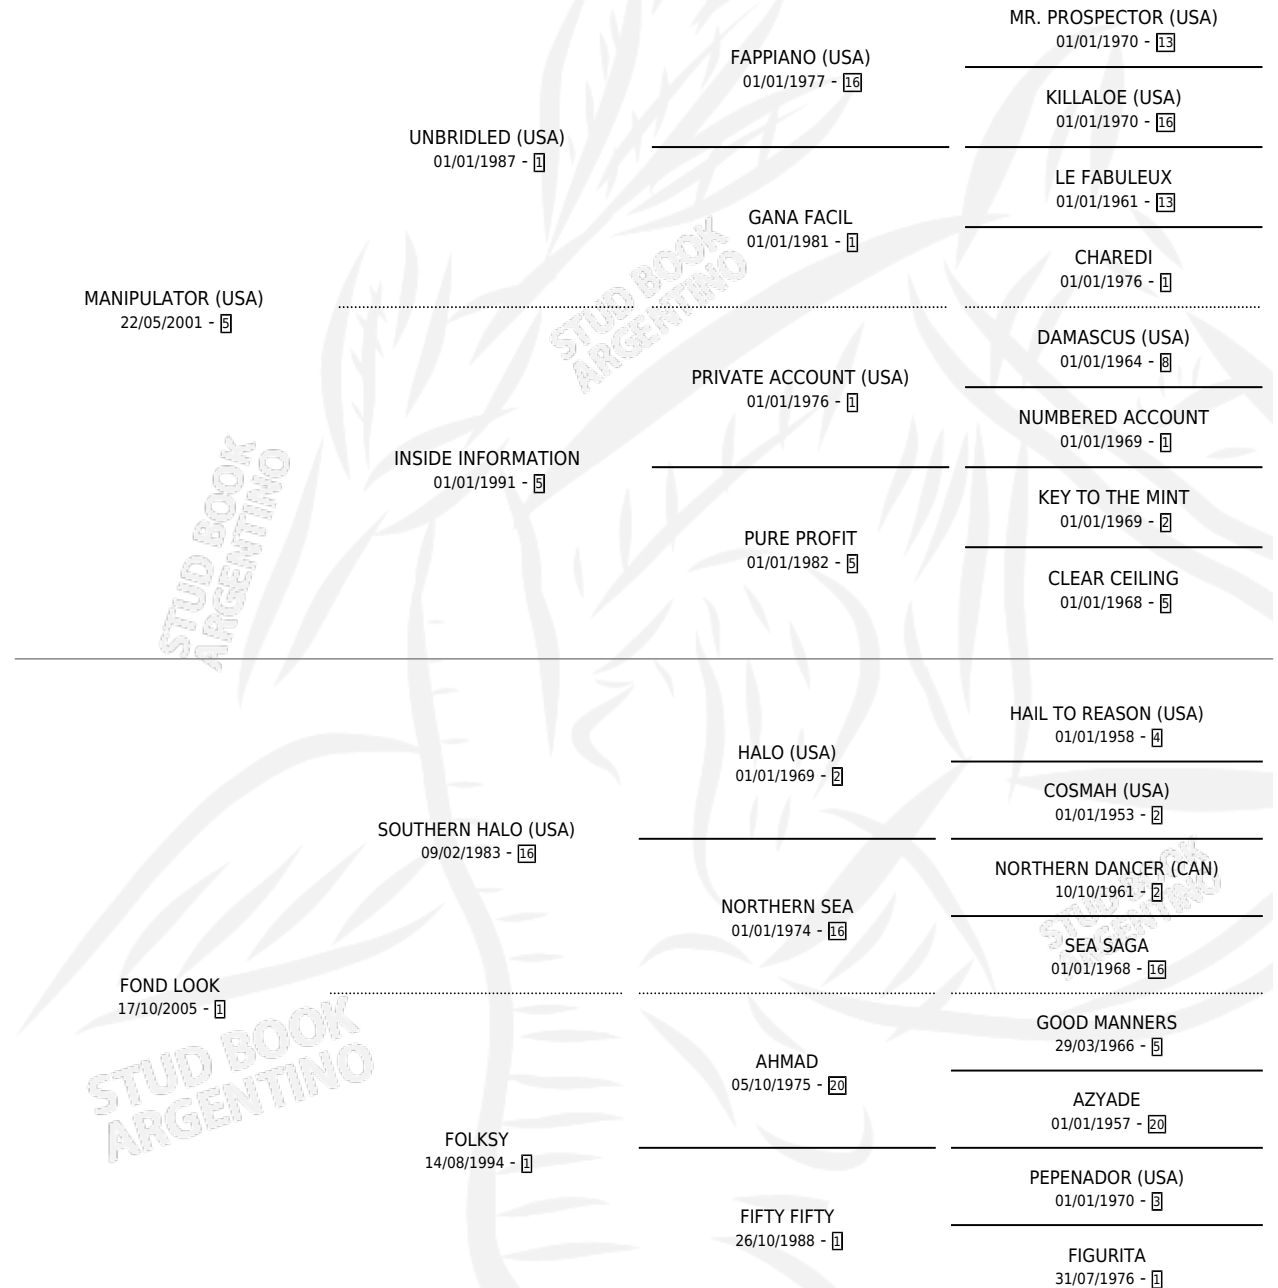 MR. PROSPECTOR (USA)
01/01/1970 - 13
FAPPIANO (USA)
01/01/1977 - 16
KILLALOE (USA)
01/01/1970 - 16
UNBRIDLED (USA)
01/01/1987 - 1
LE FABULEUX
01/01/1961 - 13
GANA FACIL
01/01/1981 - 1
CHAREDI
01/01/1976 - 1
MANIPULATOR (USA)
22/05/2001 - 5
DAMASCUS (USA)
01/01/1964 - 8
PRIVATE ACCOUNT (USA)
01/01/1976 - 1
NUMBERED ACCOUNT
01/01/1969 - 1
INSIDE INFORMATION
01/01/1991 - 5
KEY TO THE MINT
01/01/1969 - 2
PURE PROFIT
01/01/1982 - 5
CLEAR CEILING
01/01/1968 - 5
HAIL TO REASON (USA)
01/01/1958 - 4
HALO (USA)
01/01/1969 - 2
COSMAH (USA)
01/01/1953 - 2
SOUTHERN HALO (USA)
09/02/1983 - 16
NORTHERN DANCER (CAN)
10/10/1961 - 2
NORTHERN SEA
01/01/1974 - 16
SEA SAGA
01/01/1968 - 16
FOND LOOK
17/10/2005 - 1
GOOD MANNERS
29/03/1966 - 5
AHMAD
05/10/1975 - 20
AZYADE
01/01/1957 - 20
FOLKSY
14/08/1994 - 1
PEPENADOR (USA)
01/01/1970 - 3
FIFTY FIFTY
26/10/1988 - 1
FIGURITA
31/07/1976 - 1
STUD BOOK
ARGENTINO
STUD BOOK
ARGENTINO
STUD BOOK
ARGENTINO
STUD BOOK
ARGENTINO